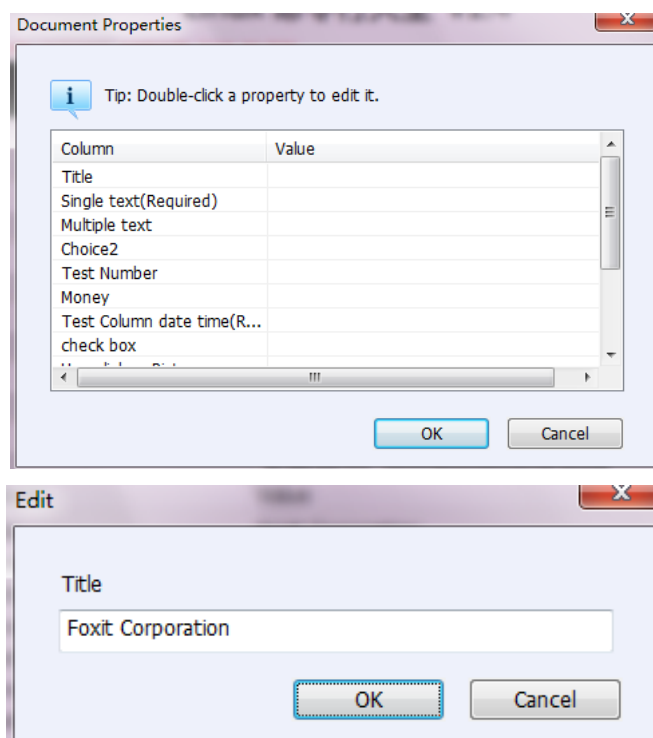 Document Properties
Tip: Double-click a property to edit it.
Column Value
Title
Single text(Required)
Multiple text
Choice2
Test Number
Money
Test Column date time(R...
check box
OK Cancel
Edit
Title
Foxit Corporation
OK Cancel